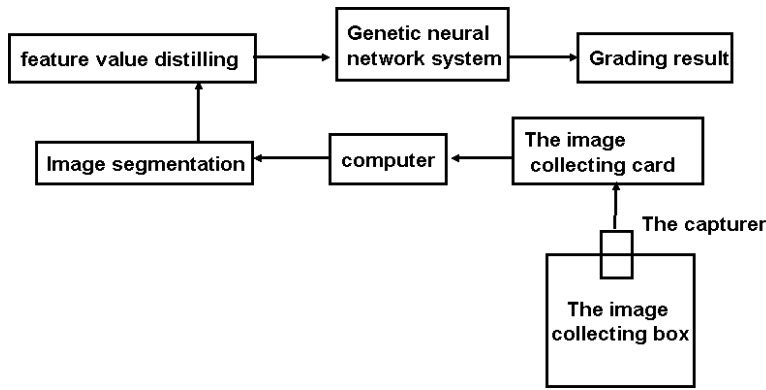 feature value distilling
Genetic neural
network system
Grading result
Image segmentation
computer
The image
collecting card
The capturer
The image
collecting box